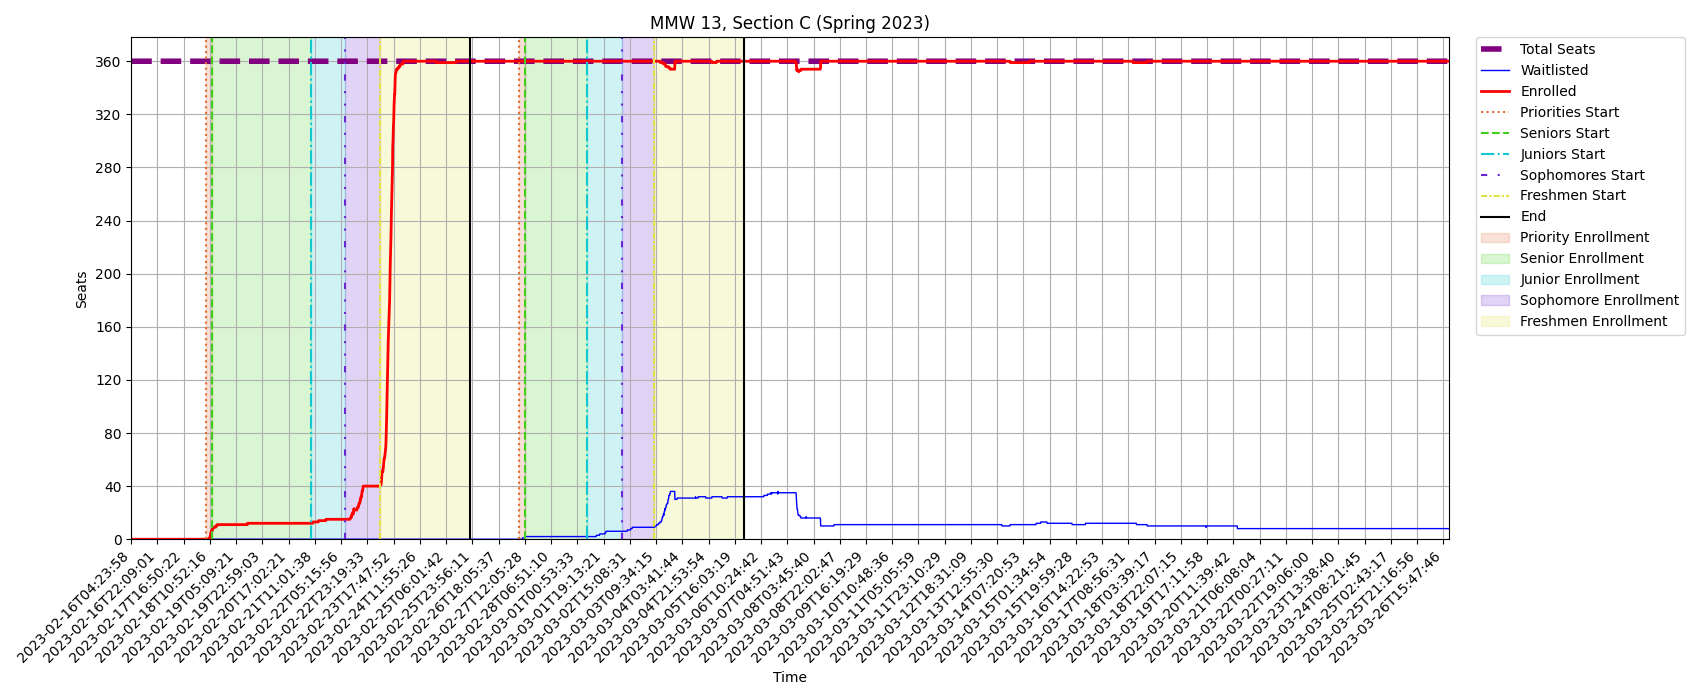 MMW 13, Section C (Spring 2023)
Total Seats
Waitlisted
Enrolled
Priorities Start
Seniors Start
Juniors Start
Sophomores Start
Freshmen Start
End
Priority Enrollment
Senior Enrollment
Junior Enrollment
Sophomore Enrollment
Freshmen Enrollment
Seats
360
320
280
240
200
160
120
80
40
0
2023-02-16T04:23:58
2023-02-16T22:09:01
2023-02-17T16:50:22
2023-02-18T10:52:16
2023-02-19T05:09:21
2023-02-19T22:59:03
2023-02-20T17:02:21
2023-02-21T11:01:38
2023-02-22T05:15:56
2023-02-22T23:19:33
2023-02-23T17:47:52
2023-02-24T11:55:26
2023-02-25T06:01:42
2023-02-25T23:56:11
2023-02-26T18:05:37
2023-02-27T12:05:28
2023-02-28T06:51:10
2023-03-01T00:53:33
2023-03-01T19:13:21
2023-03-02T15:08:31
2023-03-03T09:34:15
2023-03-04T03:41:44
2023-03-04T21:53:54
2023-03-05T16:03:19
2023-03-06T10:24:42
2023-03-07T04:51:43
2023-03-08T03:45:40
2023-03-08T22:02:47
2023-03-09T16:19:29
2023-03-10T10:48:36
2023-03-11T05:05:59
2023-03-11T23:10:29
2023-03-12T18:31:09
2023-03-13T12:55:30
2023-03-14T07:20:53
2023-03-15T01:34:54
2023-03-15T19:59:28
2023-03-16T14:22:53
2023-03-17T08:56:31
2023-03-18T03:39:17
2023-03-18T22:07:15
2023-03-19T17:11:58
2023-03-20T11:39:42
2023-03-21T06:08:04
2023-03-22T00:27:11
2023-03-22T19:06:00
2023-03-23T13:38:40
2023-03-24T08:21:45
2023-03-25T02:43:17
2023-03-25T21:16:56
2023-03-26T15:47:46
Time